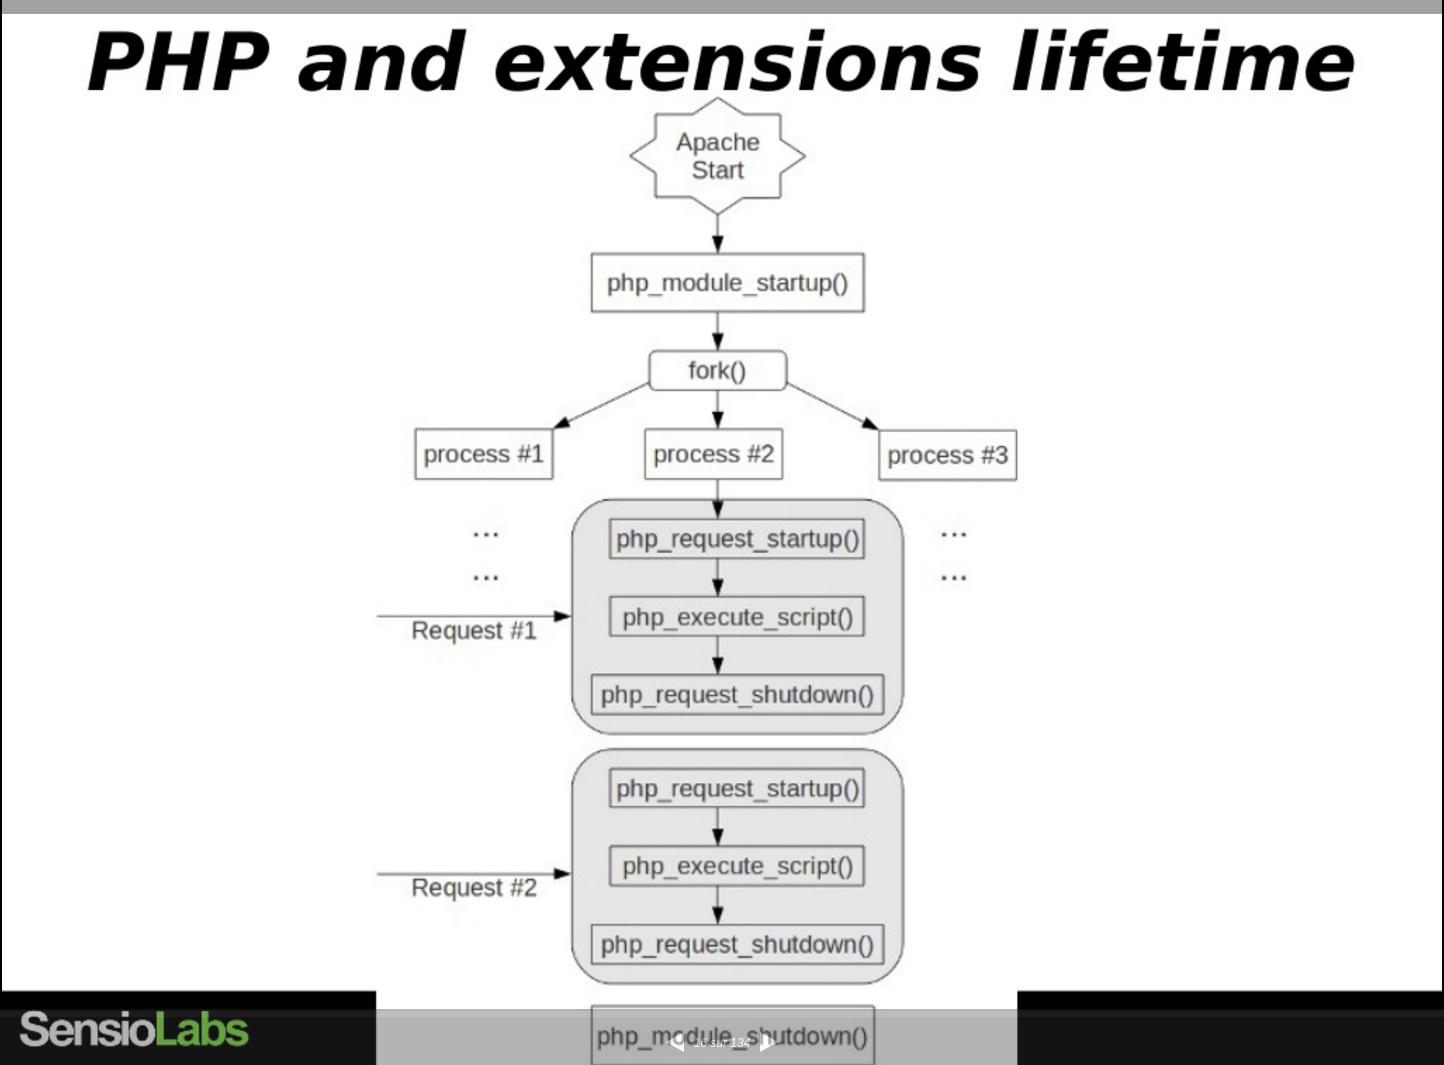 PHP and extensions lifetime
Apache
Start
php_module_startup()
fork()
process #1
process #2
process #3
...
...
...
...
php_request_startup()
php_execute_script()
Request #1
php_request_shutdown()
php_request_startup()
php_execute_script()
Request #2
php_request_shutdown()
SensioLabs
php_module_shutdown()
16 sur 134